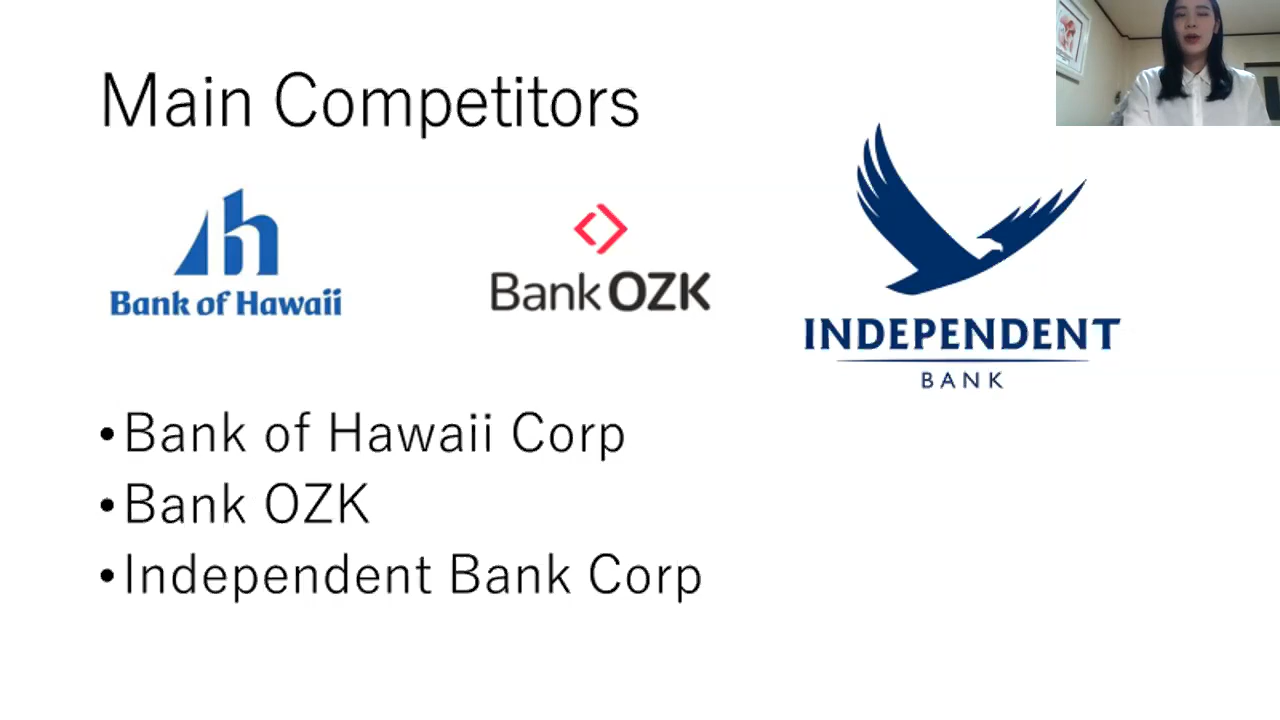 Main Competitors
Bank of Hawaii
Bank OZK
INDEPENDENT
BANK
•Bank of Hawaii Corp
•Bank OZK
•Independent Bank Corp